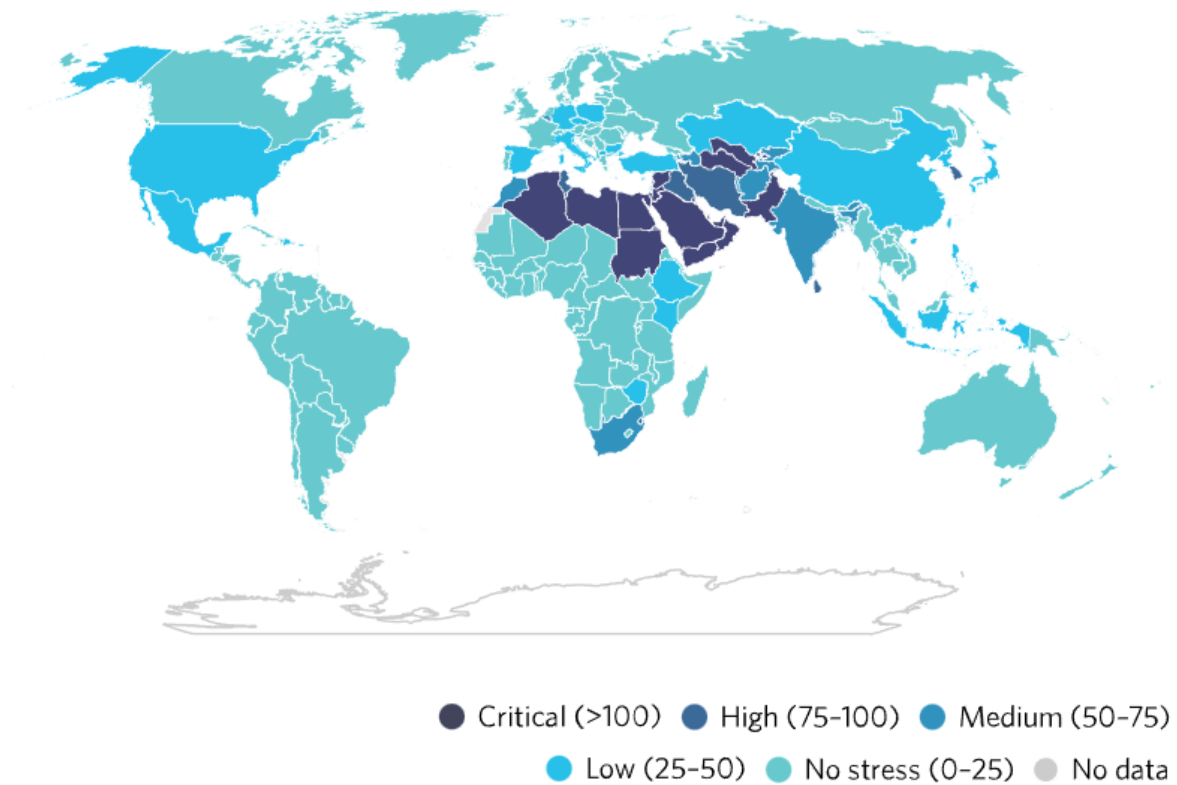 Critical (>100) High (75–100) Medium (50–75)
Low (25–50) No stress (0–25) No data